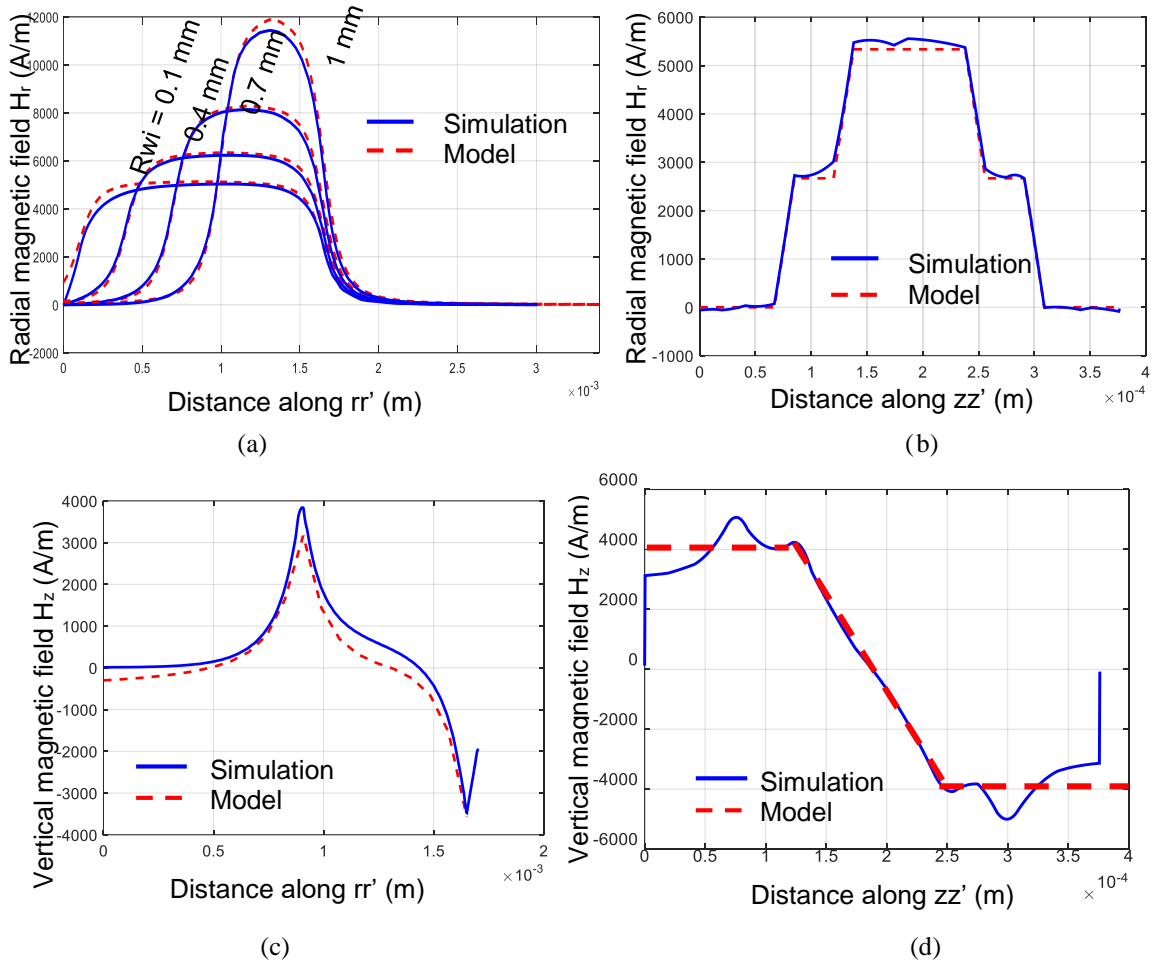 Radial magnetic field Hr (A/m)
12000
10000
8000
6000
4000
2000
0
-2000
Rwi = 0.1 mm
0.4 mm
0.7 mm
1 mm
Simulation
Model
0 0.5 1 1.5 2 2.5 3
×10⁻³
Distance along rr' (m)
(a)
Radial magnetic field Hr (A/m)
6000
5000
4000
3000
2000
1000
0
-1000
Simulation
Model
0 0.5 1 1.5 2 2.5 3 3.5 4
×10⁻⁴
Distance along zz' (m)
(b)
Vertical magnetic field Hz (A/m)
4000
3000
2000
1000
0
-1000
-2000
-3000
-4000
Simulation
Model
0 0.5 1 1.5 2
×10⁻³
Distance along rr' (m)
(c)
Vertical magnetic field Hz (A/m)
6000
4000
2000
0
-2000
-4000
-6000
Simulation
Model
0 0.5 1 1.5 2 2.5 3 3.5 4
×10⁻⁴
Distance along zz' (m)
(d)